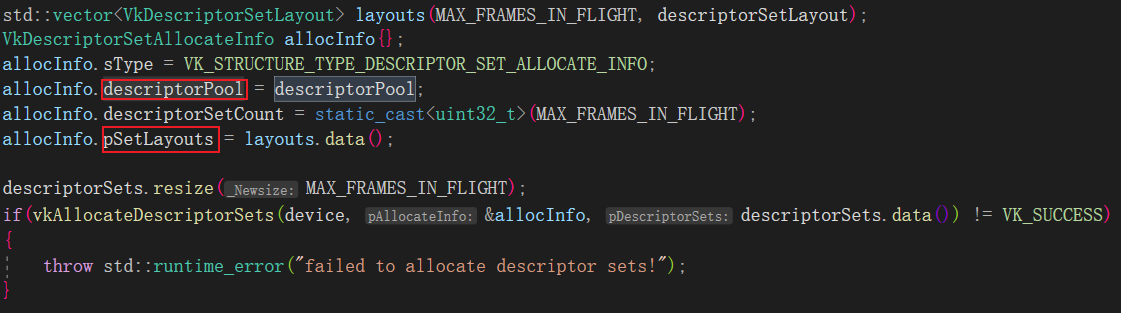 std::vector<VkDescriptorSetLayout> layouts(MAX_FRAMES_IN_FLIGHT, descriptorSetLayout);
VkDescriptorSetAllocateInfo allocInfo{};
allocInfo.sType = VK_STRUCTURE_TYPE_DESCRIPTOR_SET_ALLOCATE_INFO;
allocInfo.descriptorPool = descriptorPool;
allocInfo.descriptorSetCount = static_cast<uint32_t>(MAX_FRAMES_IN_FLIGHT);
allocInfo.pSetLayouts = layouts.data();
descriptorSets.resize(_Newsize: MAX_FRAMES_IN_FLIGHT);
if(vkAllocateDescriptorSets(device, pAllocateInfo: &allocInfo, pDescriptorSets: descriptorSets.data()) != VK_SUCCESS)
{
throw std::runtime_error("failed to allocate descriptor sets!");
}